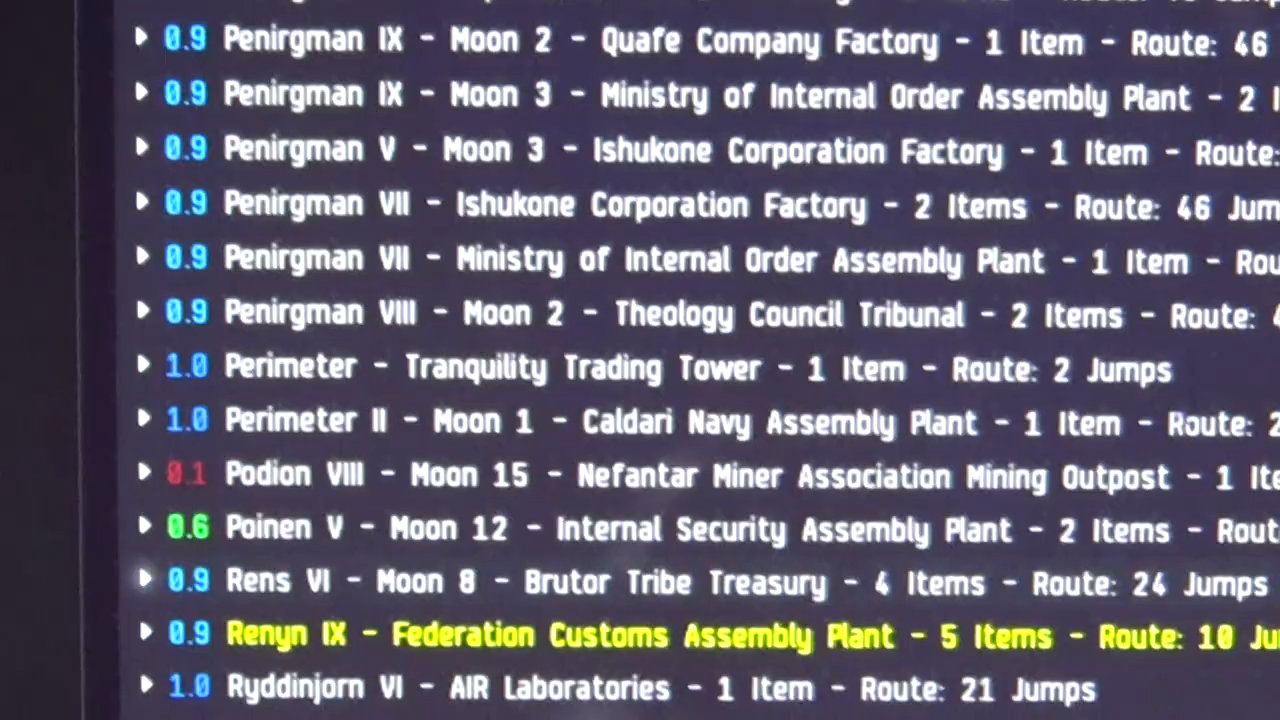 0.9 Penirgman IX - Moon 2 - Quafe Company Factory - 1 Item - Route: 46
0.9 Penirgman IX - Moon 3 - Ministry of Internal Order Assembly Plant - 2
0.9 Penirgman V - Moon 3 - Ishukone Corporation Factory - 1 Item - Route:
0.9 Penirgman VII - Ishukone Corporation Factory - 2 Items - Route: 46 Jum
0.9 Penirgman VII - Ministry of Internal Order Assembly Plant - 1 Item - Rou
0.9 Penirgman VIII - Moon 2 - Theology Council Tribunal - 2 Items - Route:
1.0 Perimeter - Tranquility Trading Tower - 1 Item - Route: 2 Jumps
1.0 Perimeter II - Moon 1 - Caldari Navy Assembly Plant - 1 Item - Route: 2
0.1 Podion VIII - Moon 15 - Nefantar Miner Association Mining Outpost - 1 Ite
0.6 Poinen V - Moon 12 - Internal Security Assembly Plant - 2 Items - Rout
0.9 Rens VI - Moon 8 - Brutor Tribe Treasury - 4 Items - Route: 24 Jumps
0.9 Renyn IX - Federation Customs Assembly Plant - 5 Items - Route: 10 Ju
1.0 Ryddinjorn VI - AIR Laboratories - 1 Item - Route: 21 Jumps